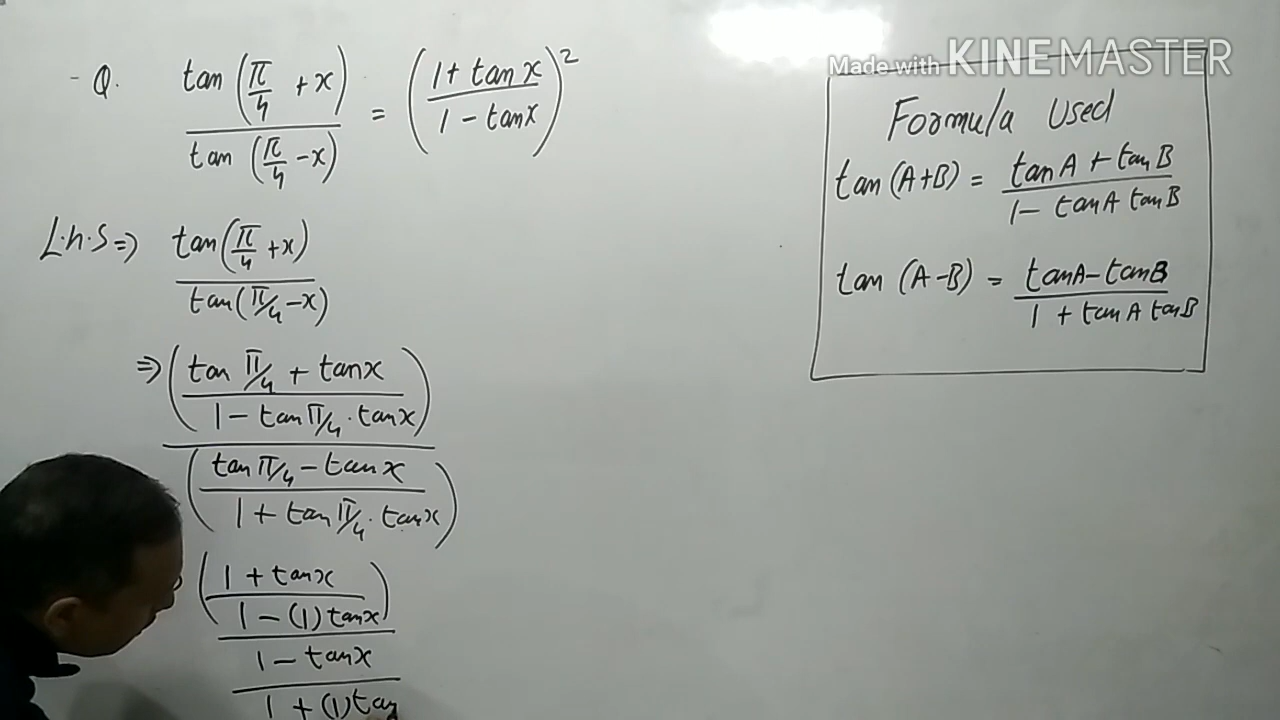 Q. tan (π/4 + x) / tan (π/4 - x) = ((1 + tan x) / (1 - tan x))²
L.h.S ⇒ tan (π/4 + x) / tan (π/4 - x)
⇒ ((tan π/4 + tan x) / (1 - tan π/4 . tan x)) / ((tan π/4 - tan x) / (1 + tan π/4 . tan x))
((1 + tan x) / (1 - (1) tan x)) / ((1 - tan x) / (1 + (1) tan
Made with KINEMASTER
Formula Used
tan (A+B) = (tan A + tan B) / (1 - tan A tan B)
tan (A-B) = (tan A - tan B) / (1 + tan A tan B)